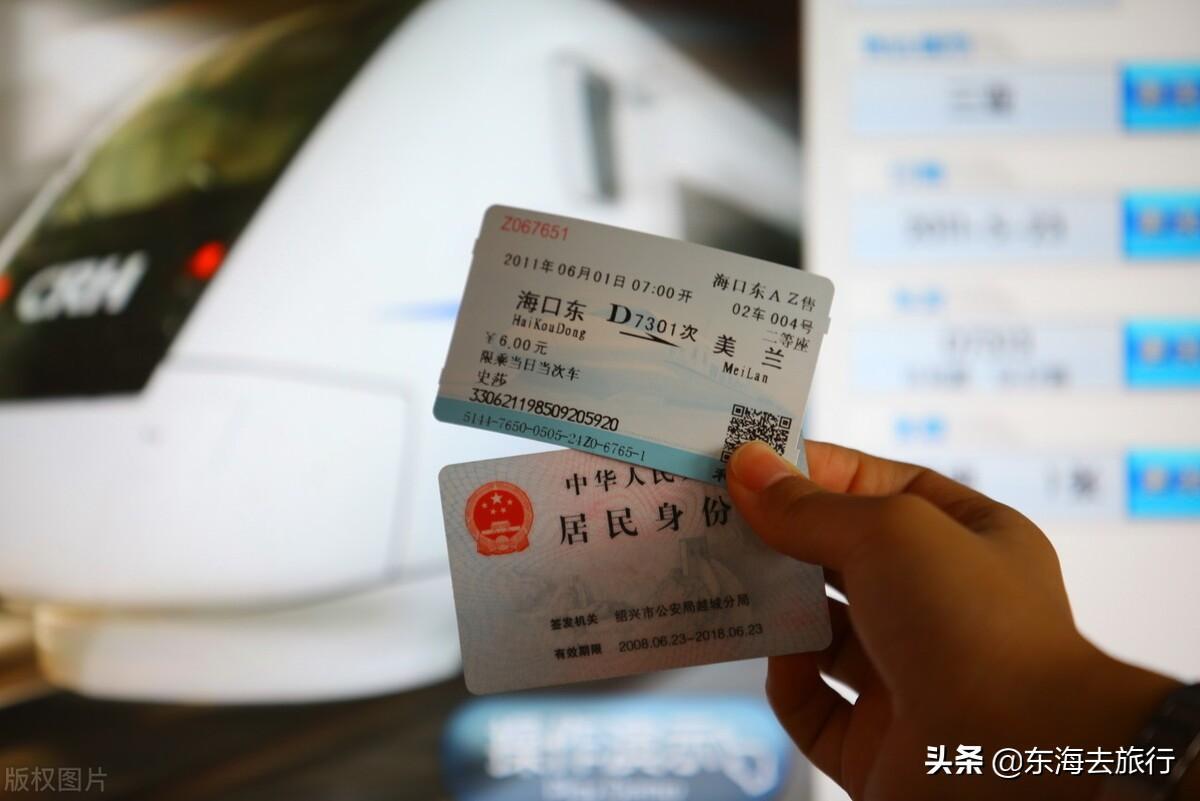 CRH
Z067651
2011年06月01日 07:00开
海口东AZ售
02车 004号
二等座
海口东
D7301次
美兰
HaiKouDong
MeiLan
￥6.00元
限乘当日当次车
史莎
330621198509205920
5144-7650-0505-24Z0-6765-1
中华人民
居民身份
签发机关 绍兴市公安局越城分局
有效期限 2008.06.23-2018.06.23
操作演示
版权图片
头条 @东海去旅行